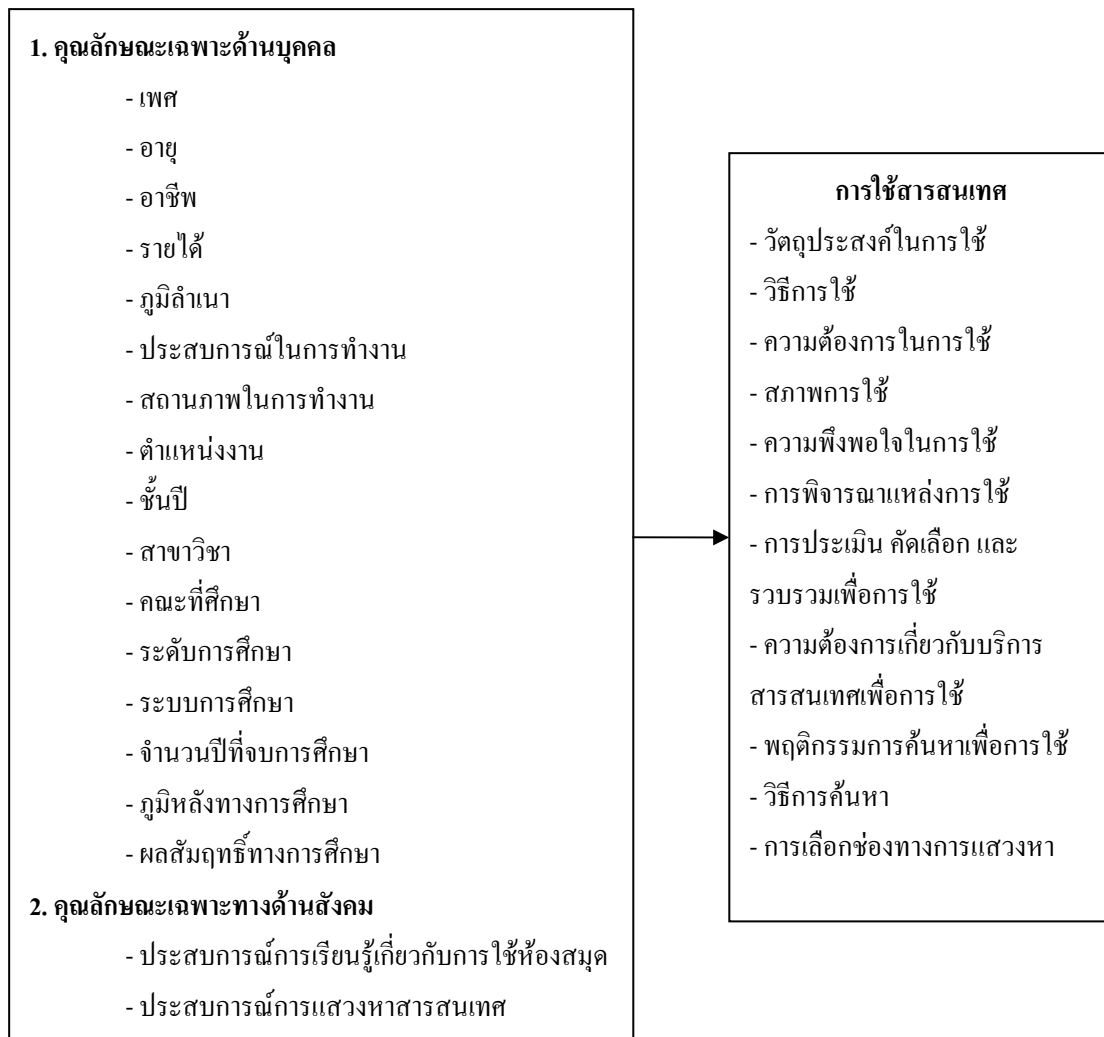 1. คุณลักษณะเฉพาะด้านบุคคล
- เพศ
- อายุ
- อาชีพ
- รายได้
- ภูมิลำเนา
- ประสบการณ์ในการทำงาน
- สถานภาพในการทำงาน
- ตำแหน่งงาน
- ชั้นปี
- สาขาวิชา
- คณะที่ศึกษา
- ระดับการศึกษา
- ระบบการศึกษา
- จำนวนปีที่จบการศึกษา
- ภูมิหลังทางการศึกษา
- ผลสัมฤทธิ์ทางการศึกษา
2. คุณลักษณะเฉพาะทางด้านสังคม
- ประสบการณ์การเรียนรู้เกี่ยวกับการใช้ห้องสมุด
- ประสบการณ์การแสวงหาสารสนเทศ
การใช้สารสนเทศ
- วัตถุประสงค์ในการใช้
- วิธีการใช้
- ความต้องการในการใช้
- สภาพการใช้
- ความพึงพอใจในการใช้
- การพิจารณาแหล่งการใช้
- การประเมิน คัดเลือก และ
รวบรวมเพื่อการใช้
- ความต้องการเกี่ยวกับบริการ
สารสนเทศเพื่อการใช้
- พฤติกรรมการค้นหาเพื่อการใช้
- วิธีการค้นหา
- การเลือกช่องทางการแสวงหา